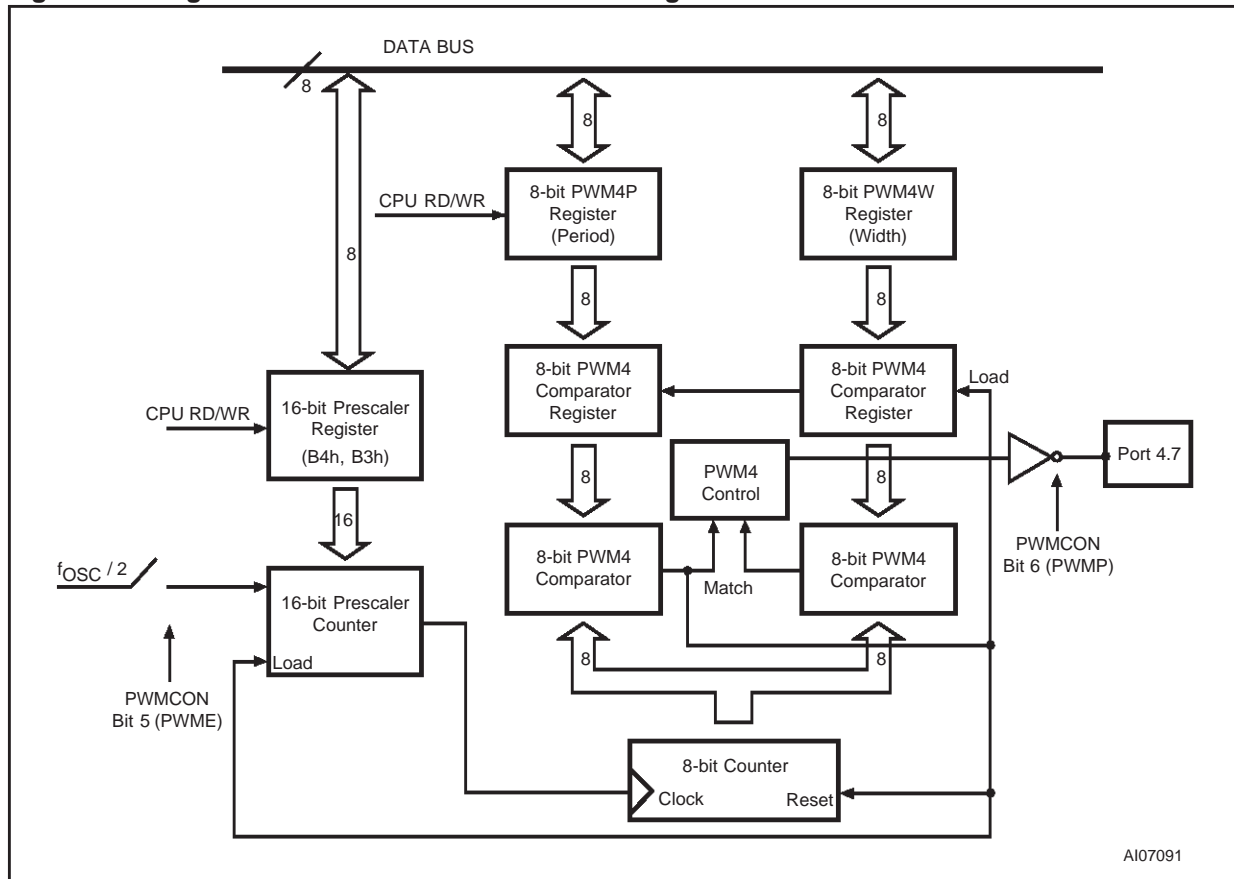 DATA BUS
8
8
8
CPU RD/WR
8-bit PWM4P
Register
(Period)
8-bit PWM4W
Register
(Width)
8
8
8
8-bit PWM4
Comparator
Register
8-bit PWM4
Comparator
Register
Load
CPU RD/WR
16-bit Prescaler
Register
(B4h, B3h)
Port 4.7
8
PWM4
Control
8
16
PWMCON
Bit 6 (PWMP)
fOSC / 2
8-bit PWM4
Comparator
Match
8-bit PWM4
Comparator
16-bit Prescaler
Counter
Load
8
8
PWMCON
Bit 5 (PWME)
8-bit Counter
Clock
Reset
AI07091